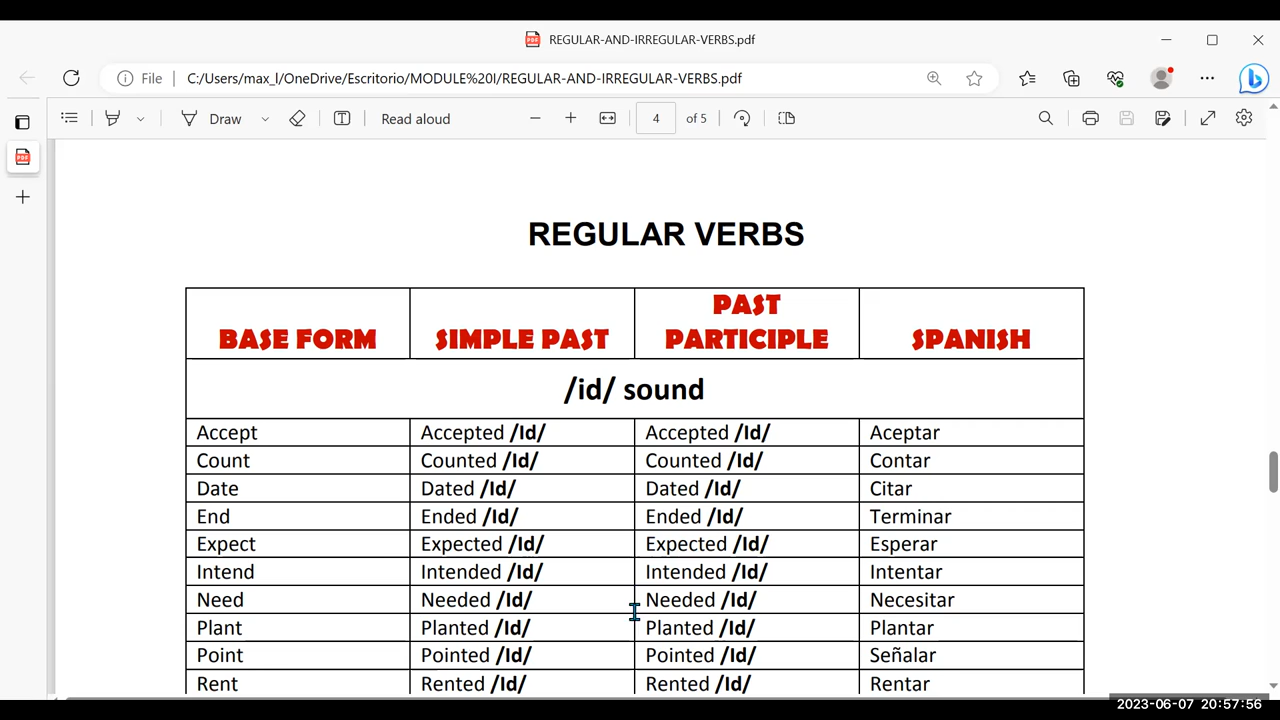 REGULAR-AND-IRREGULAR-VERBS.pdf
File C:/Users/max_l/OneDrive/Escritorio/MODULE%20I/REGULAR-AND-IRREGULAR-VERBS.pdf
Draw Read aloud 4 of 5
REGULAR VERBS
BASE FORM SIMPLE PAST PAST PARTICIPLE SPANISH
/id/ sound
Accept Accepted /Id/ Accepted /Id/ Aceptar
Count Counted /Id/ Counted /Id/ Contar
Date Dated /Id/ Dated /Id/ Citar
End Ended /Id/ Ended /Id/ Terminar
Expect Expected /Id/ Expected /Id/ Esperar
Intend Intended /Id/ Intended /Id/ Intentar
Need Needed /Id/ Needed /Id/ Necesitar
Plant Planted /Id/ Planted /Id/ Plantar
Point Pointed /Id/ Pointed /Id/ Señalar
Rent Rented /Id/ Rented /Id/ Rentar
2023-06-07 20:57:56